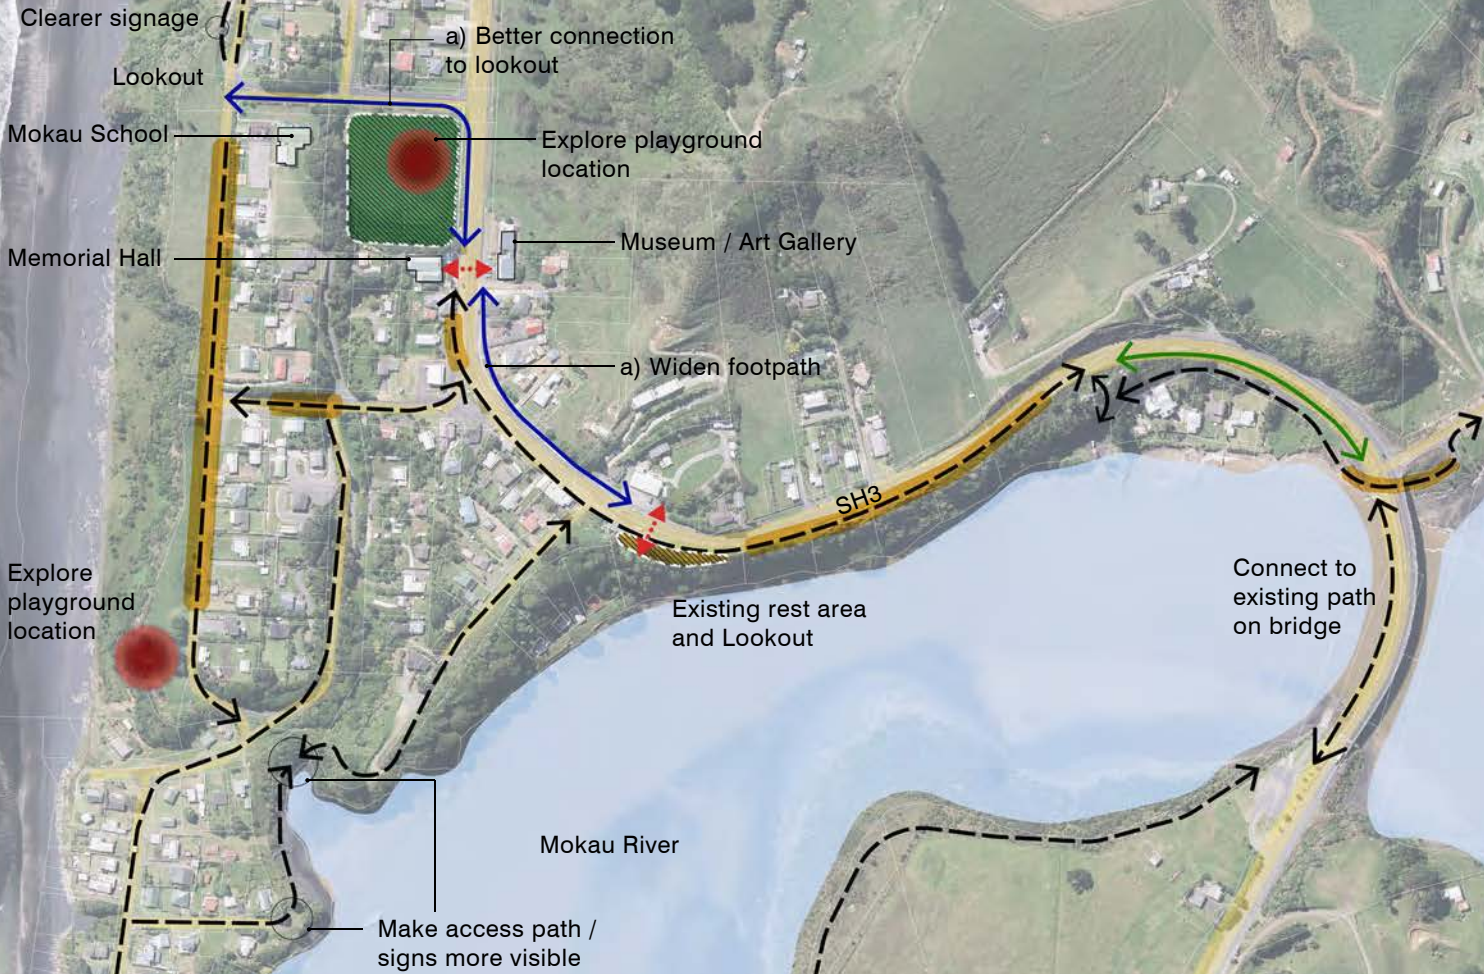 Clearer signage
a) Better connection
to lookout
Lookout
Mokau School
Explore playground
location
Museum / Art Gallery
Memorial Hall
a) Widen footpath
SH3
Explore
playground
location
Existing rest area
and Lookout
Connect to
existing path
on bridge
Mokau River
Make access path /
signs more visible